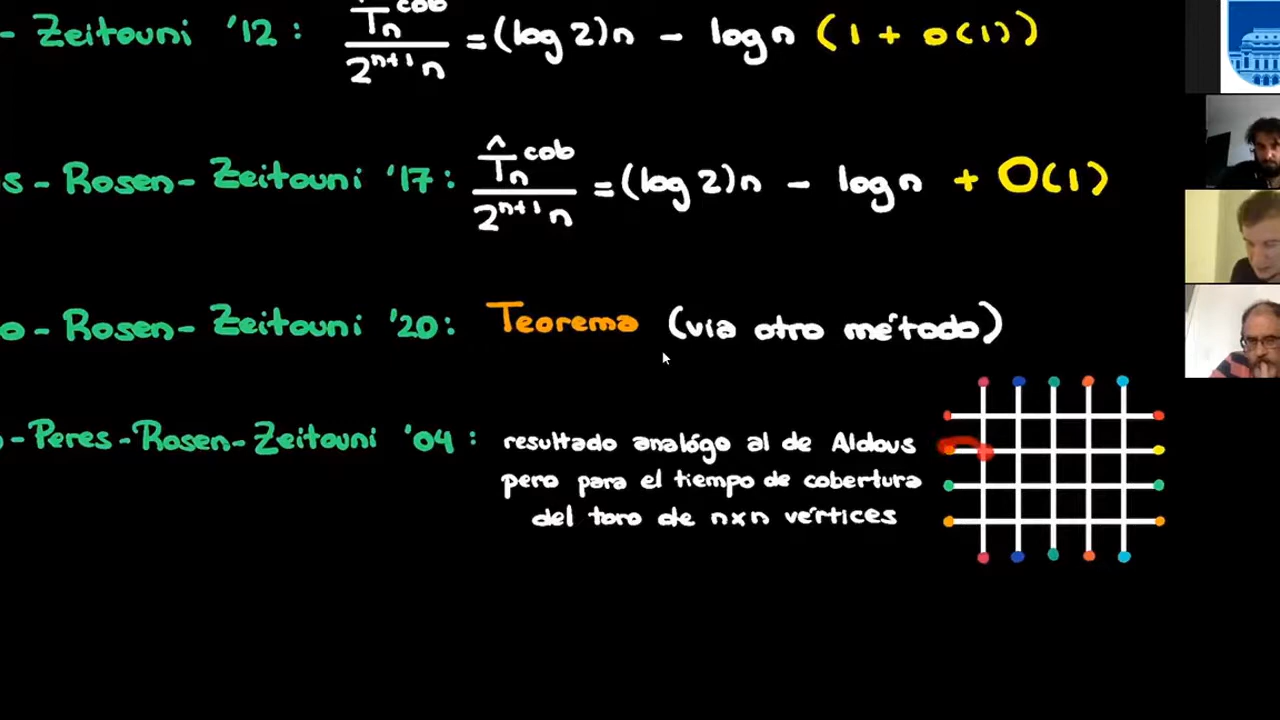 - Zeitouni '12: T̂ₙᶜᵒᵇ / 2ⁿ⁺¹n = (log 2)n - log n (1 + o(1))
s - Rosen - Zeitouni '17: T̂ₙᶜᵒᵇ / 2ⁿ⁺¹n = (log 2)n - log n + O(1)
o - Rosen - Zeitouni '20: Teorema (vía otro método)
- Peres - Rosen - Zeitouni '04: resultado analógo al de Aldous
pero para el tiempo de cobertura
del toro de n×n vértices